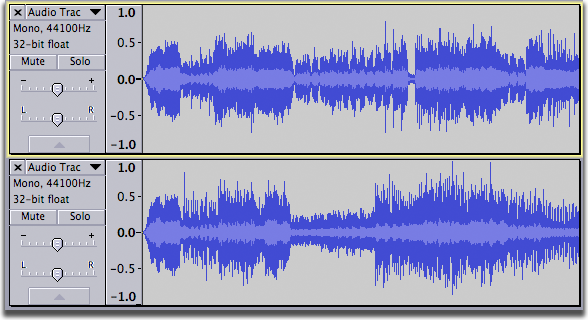 × Audio Trac ▼
Mono, 44100Hz
32-bit float
Mute Solo
− +
L R
1.0
0.5
0.0-
-0.5
-1.0
× Audio Trac ▼
Mono, 44100Hz
32-bit float
Mute Solo
− +
L R
1.0
0.5
0.0-
-0.5
-1.0